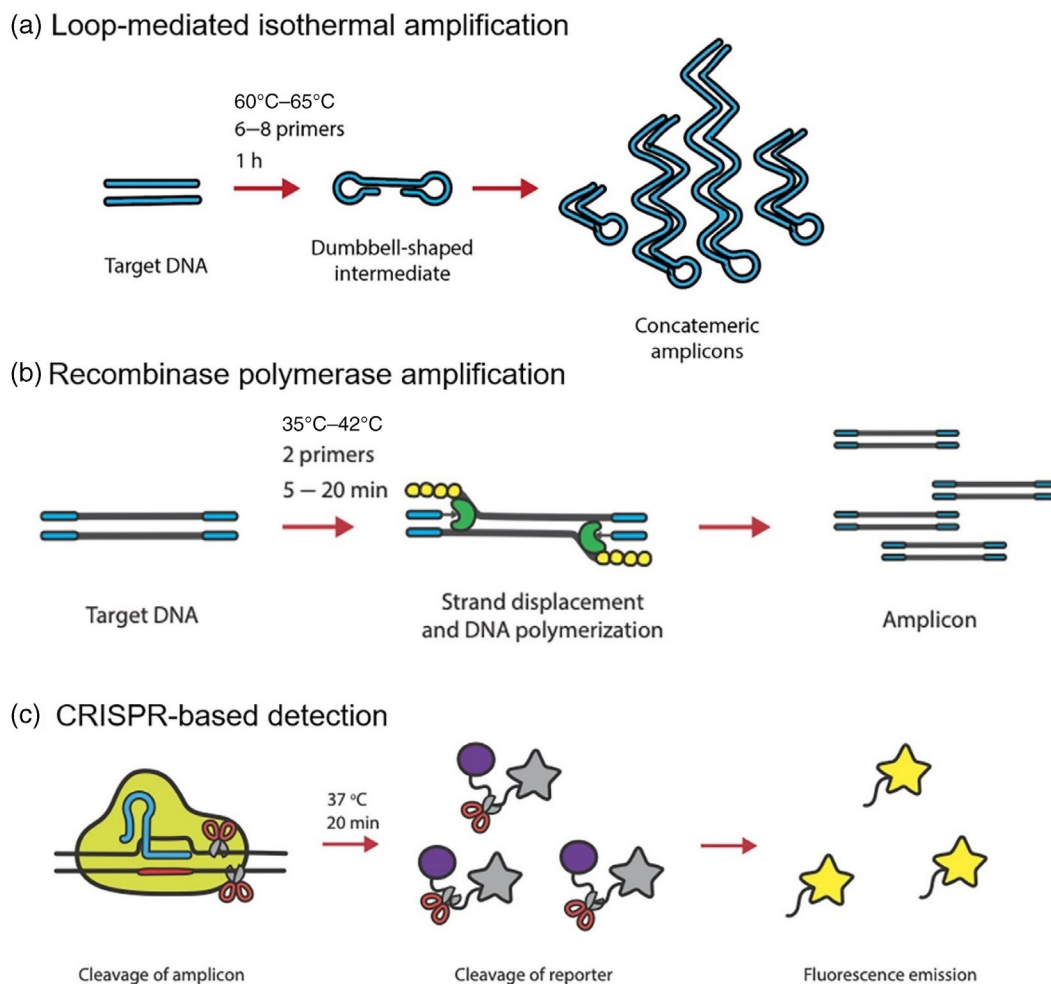 (a) Loop-mediated isothermal amplification
60°C–65°C
6–8 primers
1 h
Target DNA
Dumbbell-shaped
intermediate
Concatemeric
amplicons
(b) Recombinase polymerase amplification
35°C–42°C
2 primers
5 – 20 min
Target DNA
Strand displacement
and DNA polymerization
Amplicon
(c) CRISPR-based detection
37 °C
20 min
Cleavage of amplicon
Cleavage of reporter
Fluorescence emission